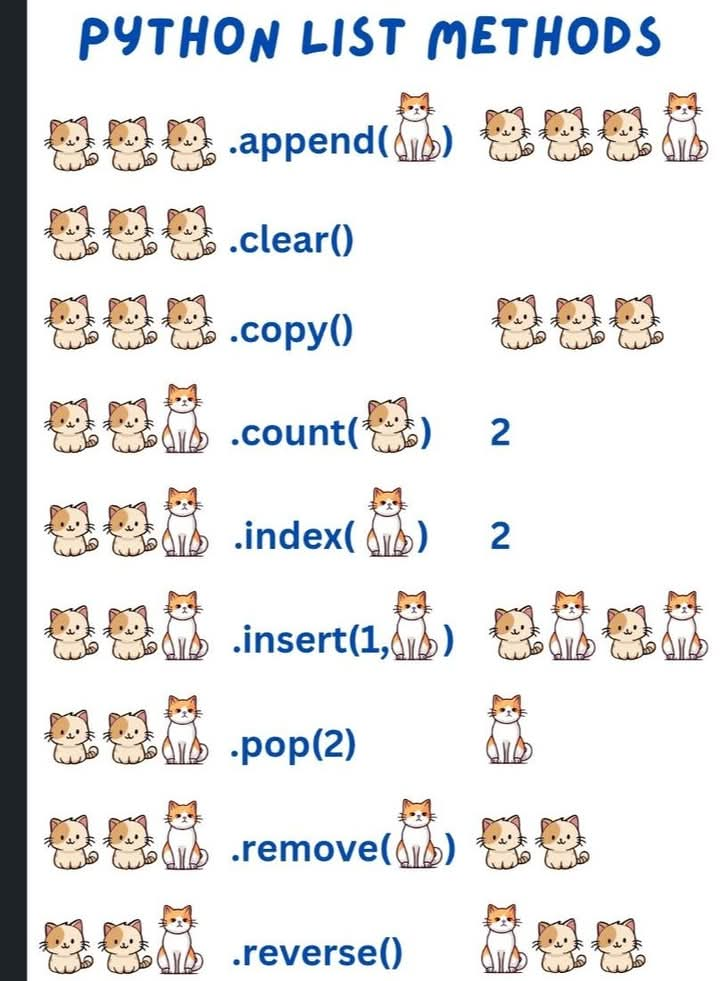 PYTHON LIST METHODS
.append( )
.clear()
.copy()
.count( ) 2
.index( ) 2
.insert(1, )
.pop(2)
.remove( )
.reverse()